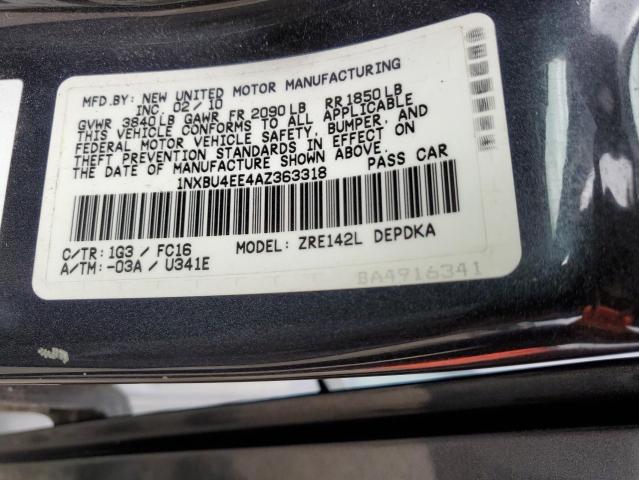 MFD.BY: NEW UNITED MOTOR MANUFACTURING
INC. 02/10
GVWR 3840LB GAWR FR 2090LB RR 1850LB
THIS VEHICLE CONFORMS TO ALL APPLICABLE
FEDERAL MOTOR VEHICLE SAFETY, BUMPER, AND
THEFT PREVENTION STANDARDS IN EFFECT ON
THE DATE OF MANUFACTURE SHOWN ABOVE.
1NXBU4EE4AZ363318 PASS CAR
C/TR: 1G3 / FC16 MODEL: ZRE142L DEPDKA
A/TM: -03A / U341E
BA4916341